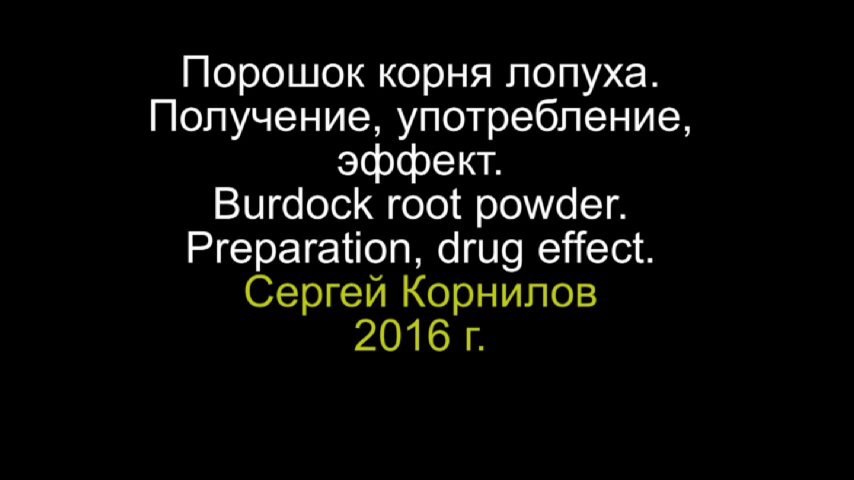 Порошок корня лопуха.
Получение, употребление,
эффект.
Burdock root powder.
Preparation, drug effect.
Сергей Корнилов
2016 г.